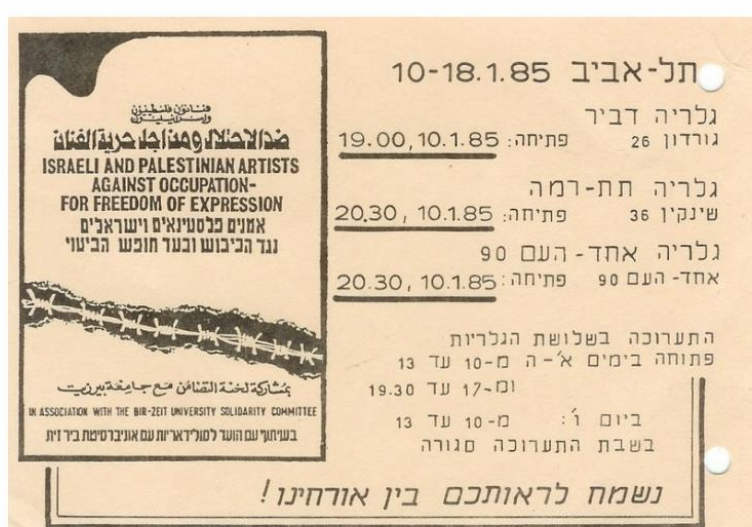 فنانون فلسطينيون
واسرائيليون
ضد الاحتلال ومن اجل حرية الفنان
ISRAELI AND PALESTINIAN ARTISTS
AGAINST OCCUPATION-
FOR FREEDOM OF EXPRESSION
אמנים פלסטינאים וישראלים
נגד הכיבוש ובעד חופש הביטוי
بمشاركة لجنة التضامن مع جامعة بيرزيت
IN ASSOCIATION WITH THE BIR-ZEIT UNIVERSITY SOLIDARITY COMMITTEE
בשיתוף עם הועד לסולידאריות עם אוניברסיטת ביר זית
תל-אביב 10-18.1.85
גלריה דביר
גורדון 26 פתיחה: 19.00,10.1.85
גלריה תת-רמה
שינקין 36 פתיחה: 20.30, 10.1.85
גלריה אחד-העם 90
אחד-העם 90 פתיחה: 20.30, 10.1.85
התערוכה בשלושת הגלריות
פתוחה בימים א'-ה מ-10 עד 13
ומ-17 עד 19.30
ביום ו': מ-10 עד 13
בשבת התערוכה סגורה
נשמח לראותכם בין אורחינו!